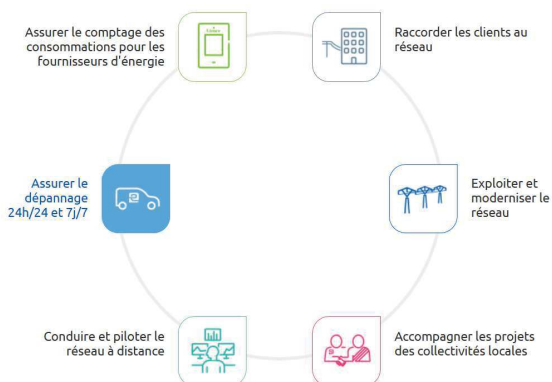 Assurer le comptage des
consommations pour les
fournisseurs d'énergie
Raccorder les clients au
réseau
Assurer le
dépannage
24h/24 et 7j/7
Exploiter et
moderniser le
réseau
Conduire et piloter le
réseau à distance
Accompagner les projets
des collectivités locales